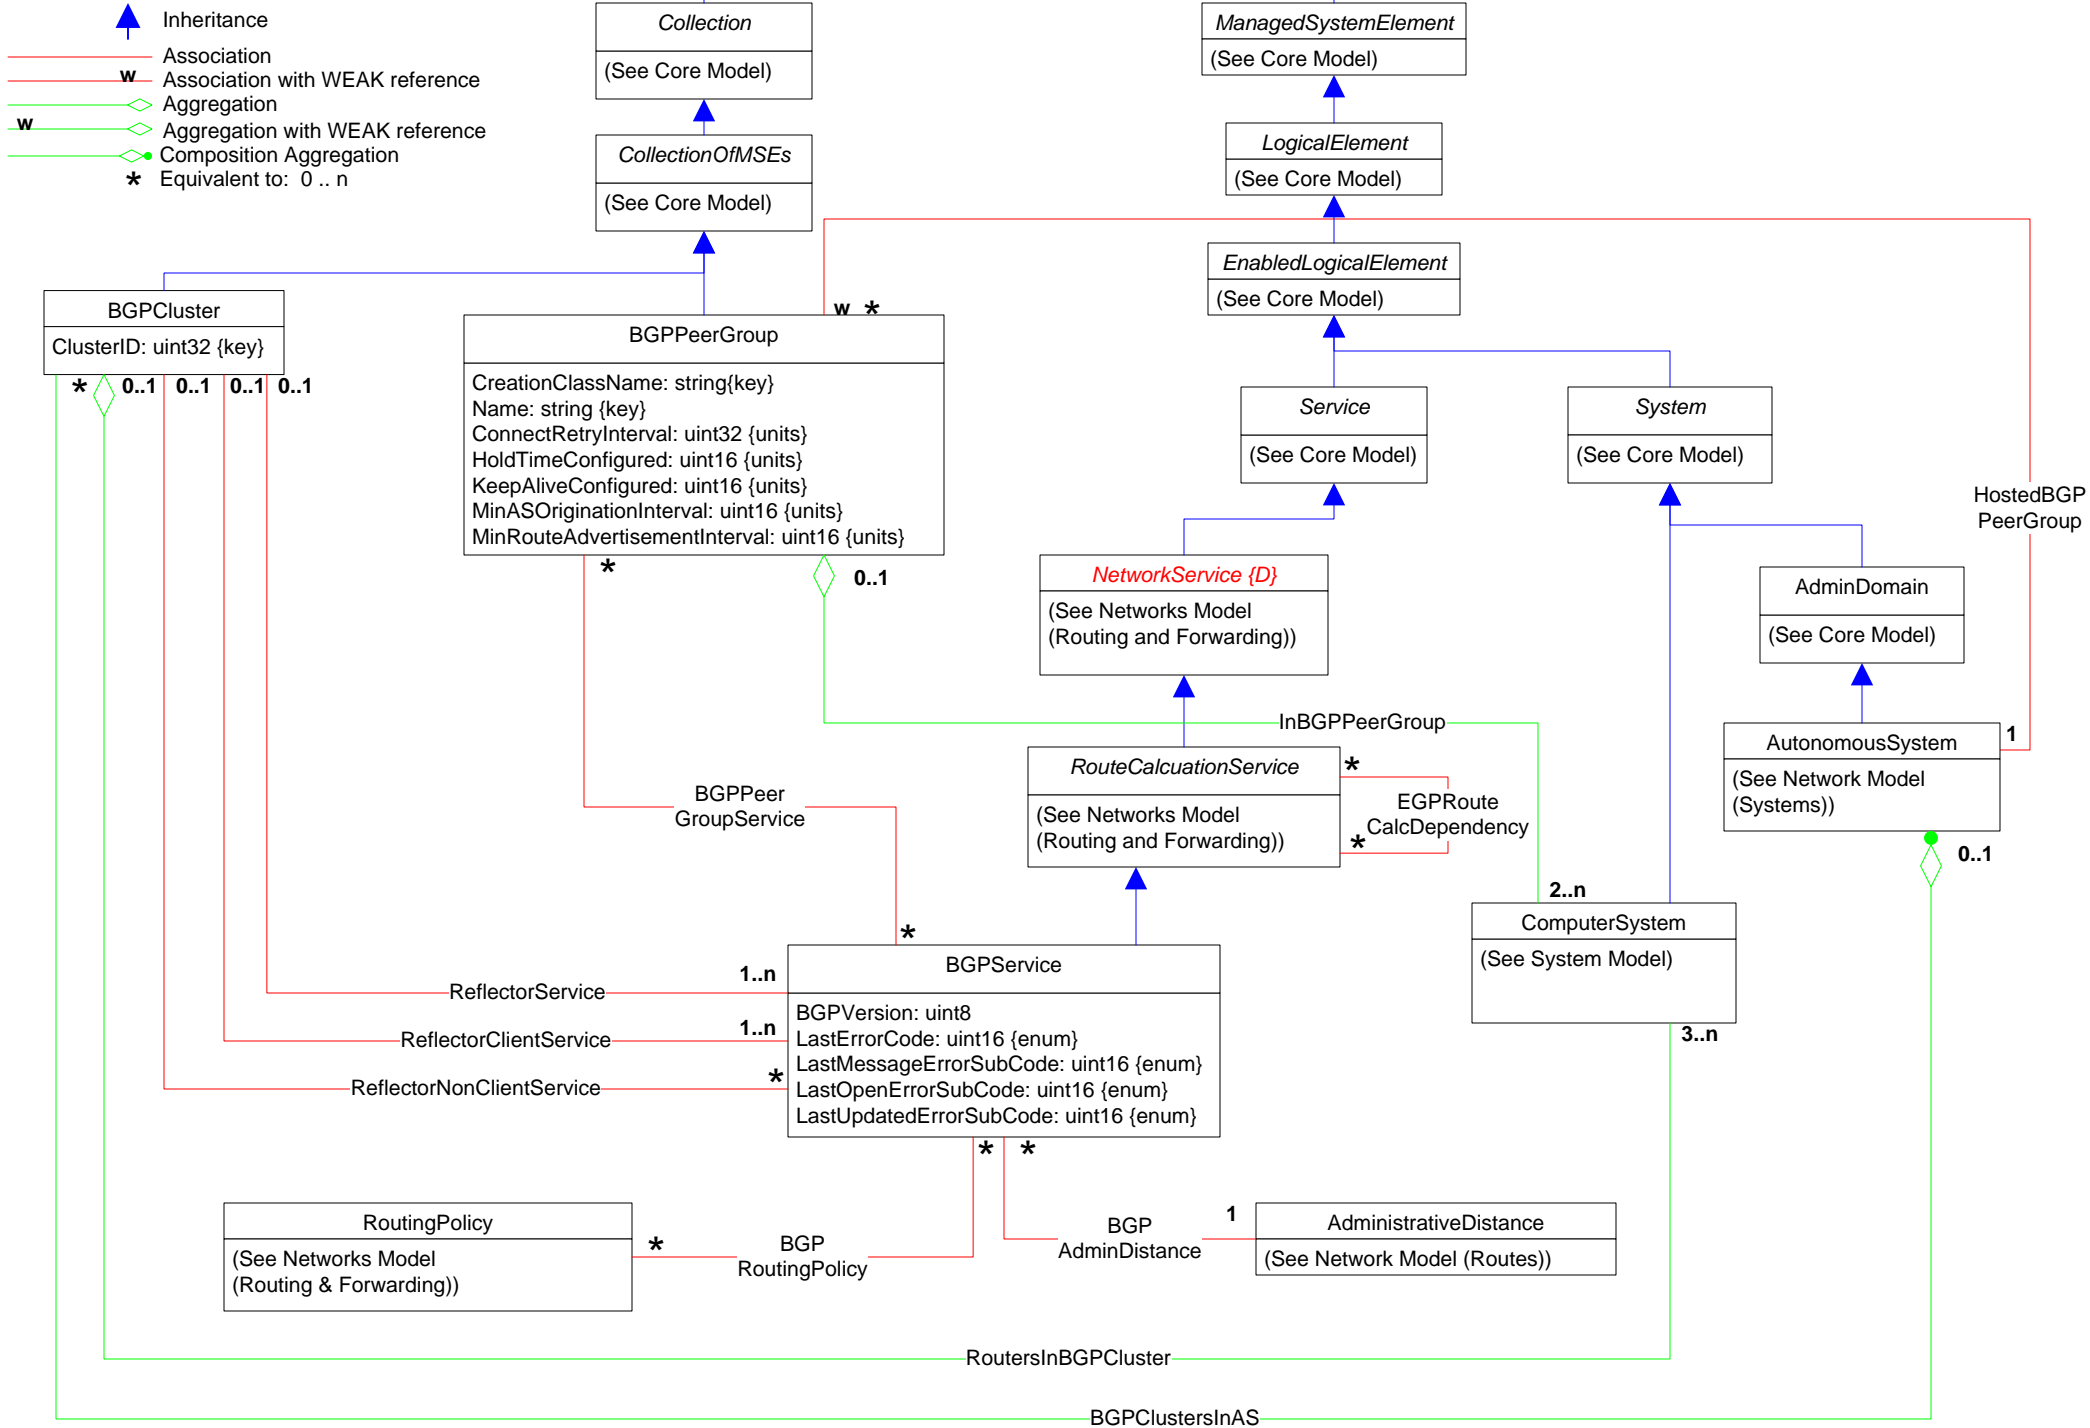 Inheritance
Association
w
Association with WEAK reference
Aggregation
w
Aggregation with WEAK reference
Composition Aggregation
*
Equivalent to: 0 .. n
Collection
(See Core Model)
CollectionOfMSEs
(See Core Model)
ManagedSystemElement
(See Core Model)
LogicalElement
(See Core Model)
EnabledLogicalElement
(See Core Model)
BGPCluster
ClusterID: uint32 {key}
*
0..1
0..1
0..1
0..1
w
*
BGPPeerGroup
CreationClassName: string{key}
Name: string {key}
ConnectRetryInterval: uint32 {units}
HoldTimeConfigured: uint16 {units}
KeepAliveConfigured: uint16 {units}
MinASOriginationInterval: uint16 {units}
MinRouteAdvertisementInterval: uint16 {units}
*
0..1
Service
(See Core Model)
System
(See Core Model)
HostedBGP
PeerGroup
NetworkService {D}
(See Networks Model
(Routing and Forwarding))
AdminDomain
(See Core Model)
InBGPPeerGroup
RouteCalcuationService
(See Networks Model
(Routing and Forwarding))
*
EGPRoute
CalcDependency
*
1
AutonomousSystem
(See Network Model
(Systems))
0..1
BGPPeer
GroupService
*
2..n
ComputerSystem
(See System Model)
3..n
1..n
ReflectorService
1..n
ReflectorClientService
*
ReflectorNonClientService
BGPService
BGPVersion: uint8
LastErrorCode: uint16 {enum}
LastMessageErrorSubCode: uint16 {enum}
LastOpenErrorSubCode: uint16 {enum}
LastUpdatedErrorSubCode: uint16 {enum}
*
*
RoutingPolicy
(See Networks Model
(Routing & Forwarding))
*
BGP
RoutingPolicy
BGP
AdminDistance
1
AdministrativeDistance
(See Network Model (Routes))
RoutersInBGPCluster
BGPClustersInAS